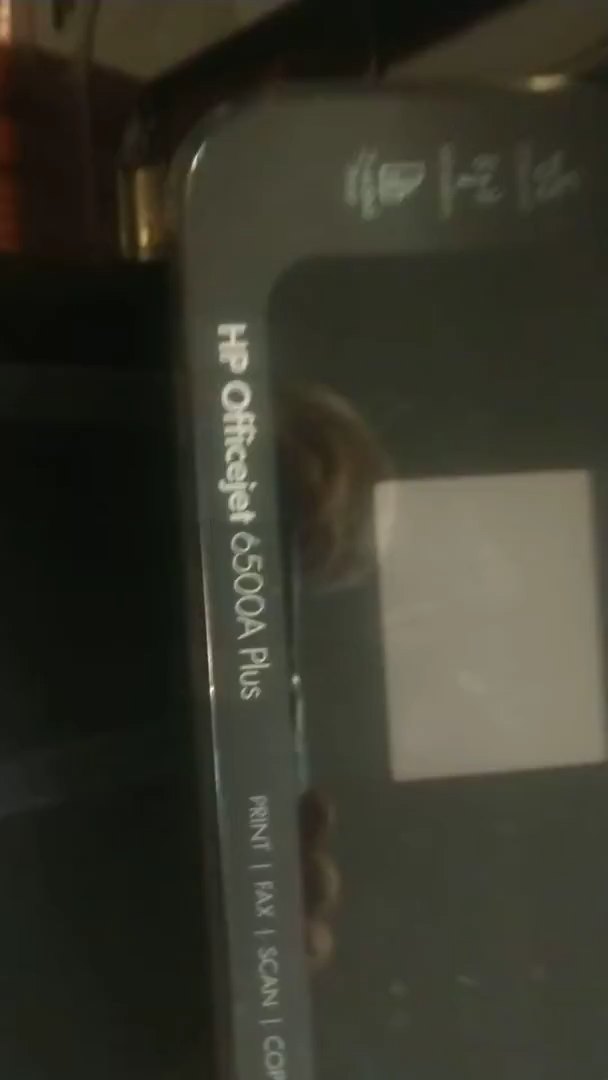 HP Officejet 6500A Plus
PRINT | FAX | SCAN |